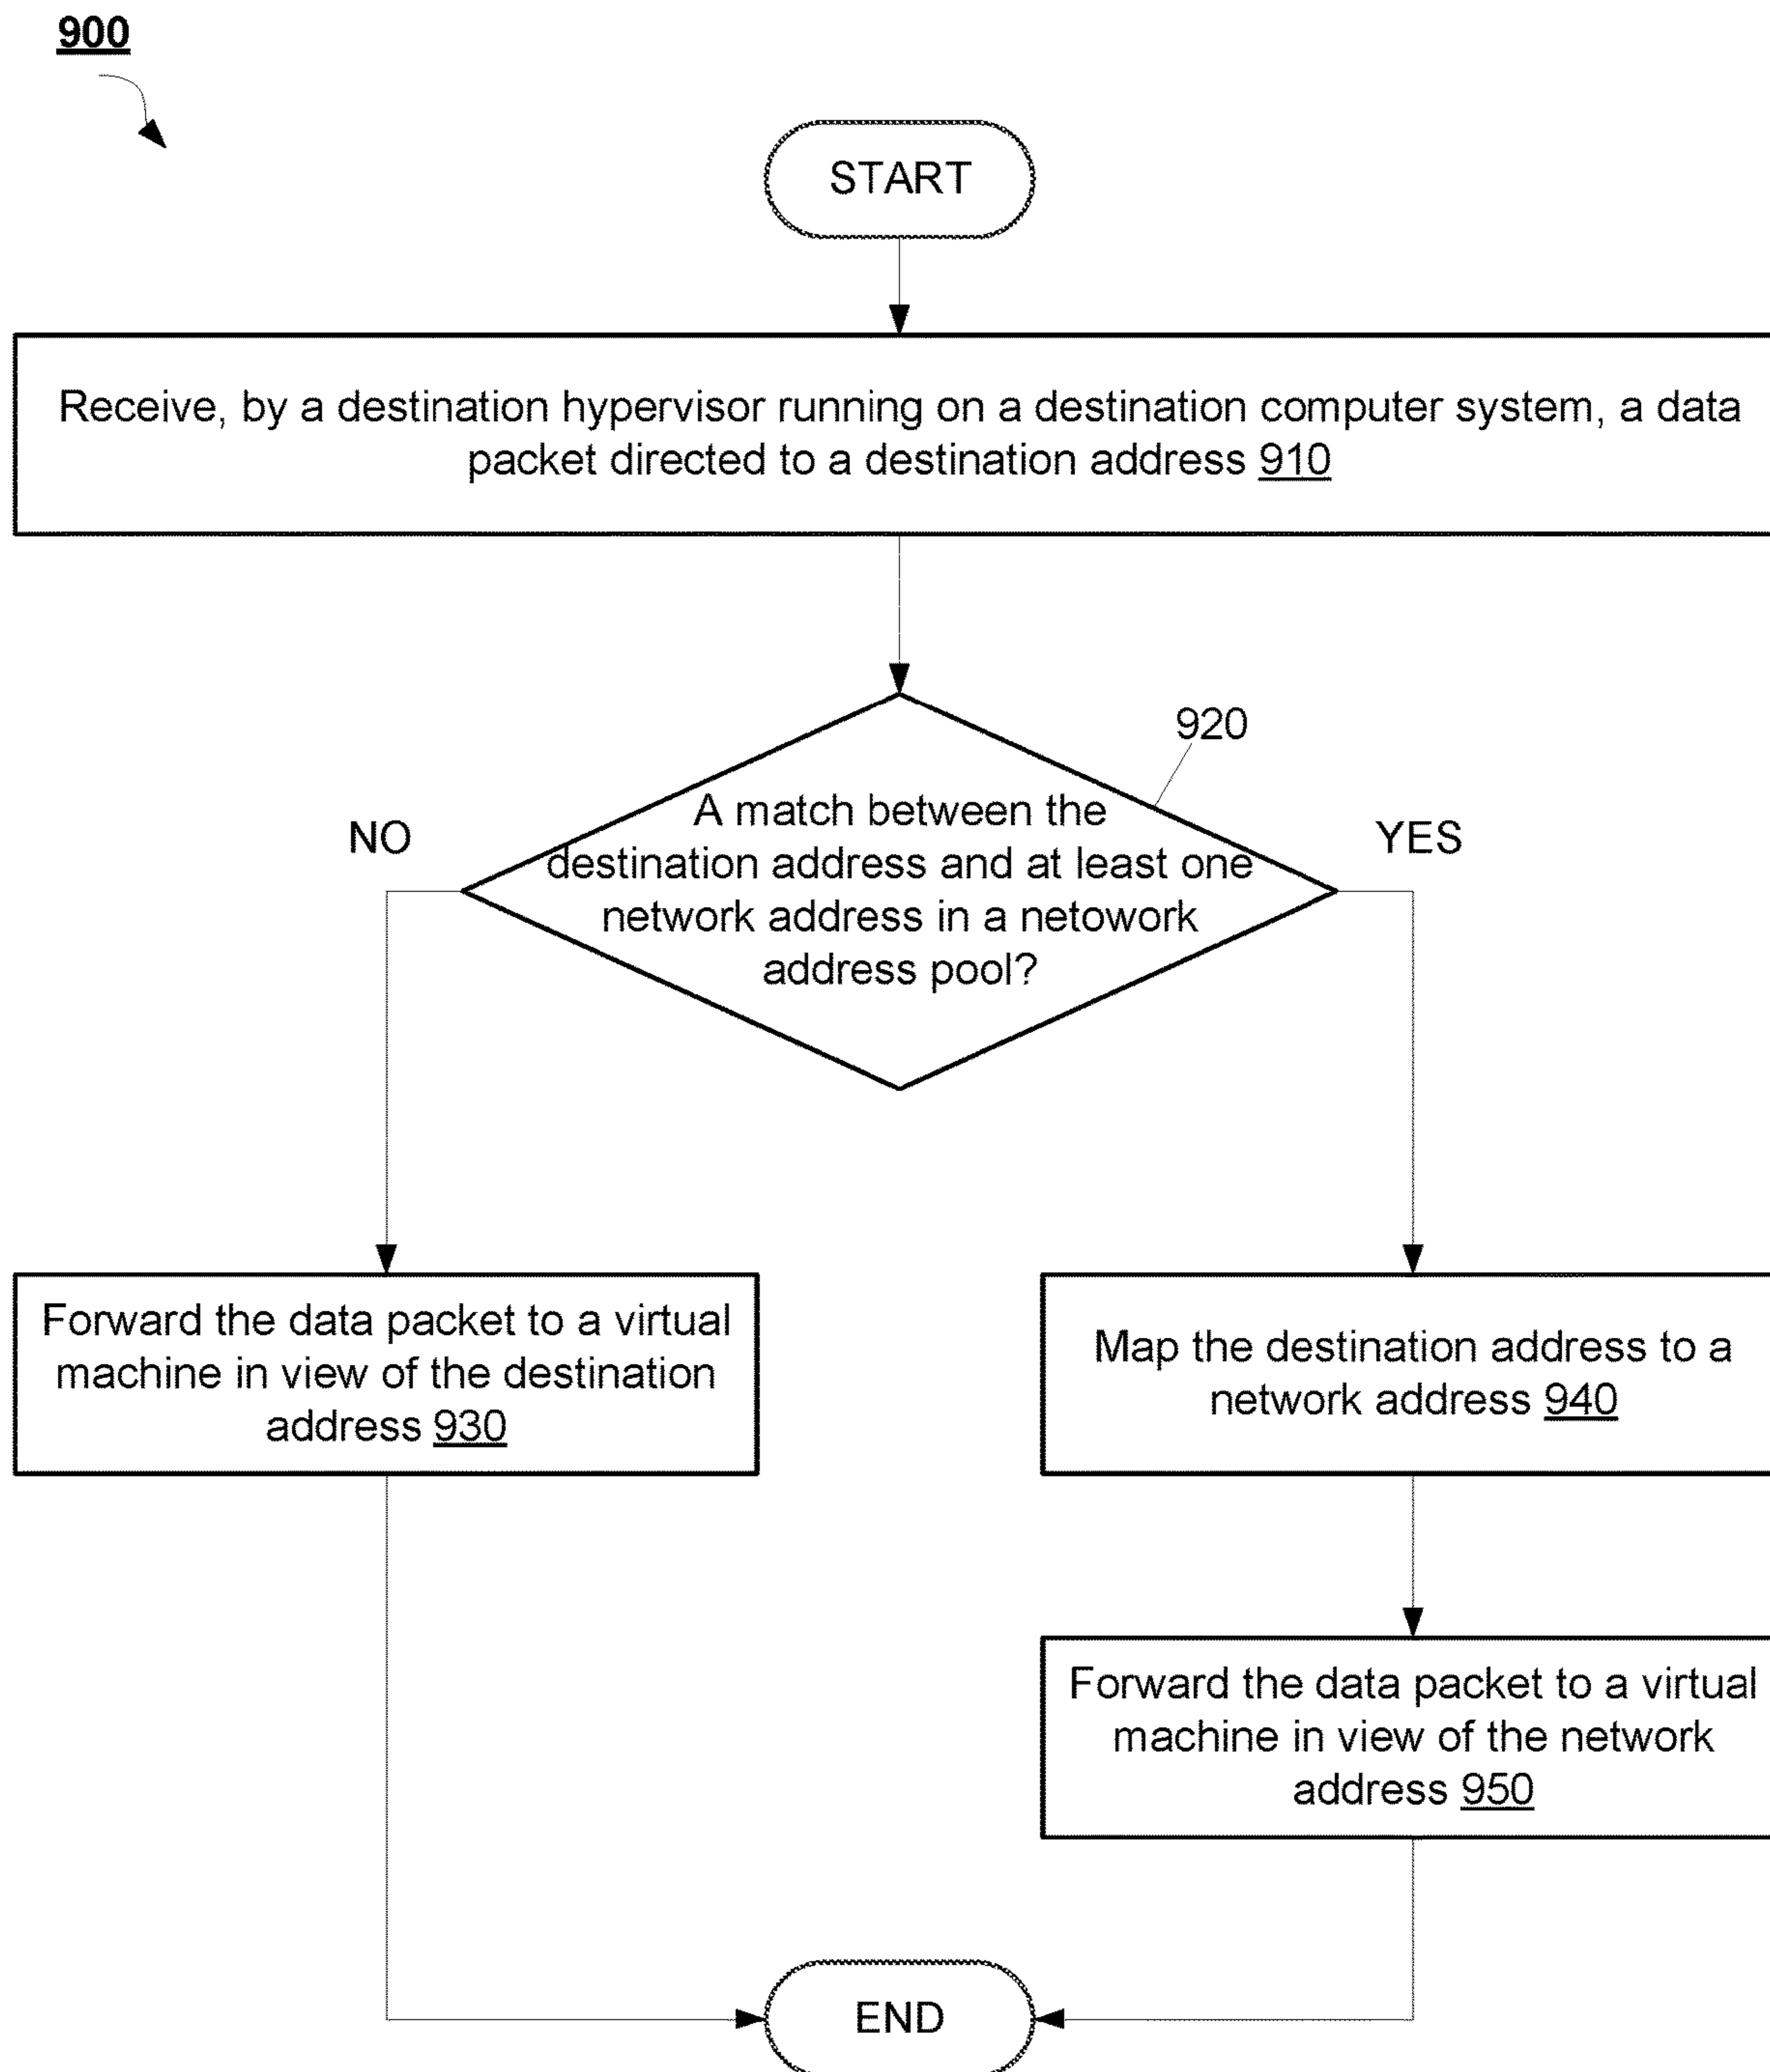 900
START
Receive, by a destination hypervisor running on a destination computer system, a data
packet directed to a destination address 910
920
A match between the
destination address and at least one
network address in a netowork
address pool?
NO
YES
Forward the data packet to a virtual
machine in view of the destination
address 930
Map the destination address to a
network address 940
Forward the data packet to a virtual
machine in view of the network
address 950
END